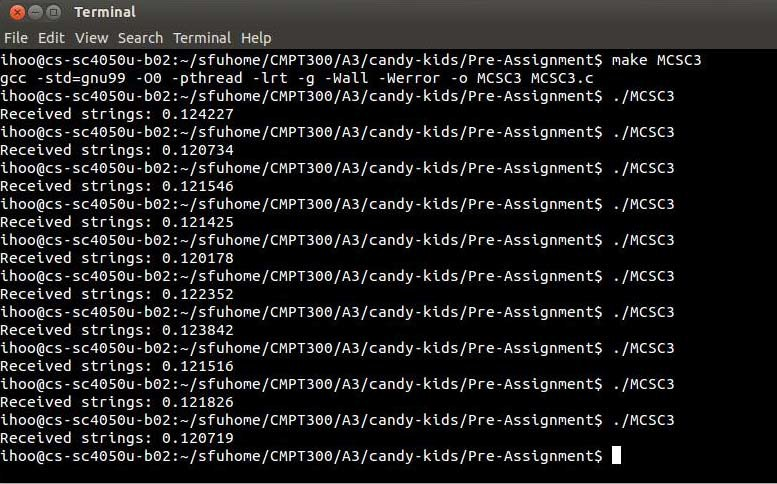 Terminal
File Edit View Search Terminal Help
ihoo@cs-sc4050u-b02:~/sfuhome/CMPT300/A3/candy-kids/Pre-Assignment$ make MCSC3
gcc -std=gnu99 -O0 -pthread -lrt -g -Wall -Werror -o MCSC3 MCSC3.c
ihoo@cs-sc4050u-b02:~/sfuhome/CMPT300/A3/candy-kids/Pre-Assignment$ ./MCSC3
Received strings: 0.124227
ihoo@cs-sc4050u-b02:~/sfuhome/CMPT300/A3/candy-kids/Pre-Assignment$ ./MCSC3
Received strings: 0.120734
ihoo@cs-sc4050u-b02:~/sfuhome/CMPT300/A3/candy-kids/Pre-Assignment$ ./MCSC3
Received strings: 0.121546
ihoo@cs-sc4050u-b02:~/sfuhome/CMPT300/A3/candy-kids/Pre-Assignment$ ./MCSC3
Received strings: 0.121425
ihoo@cs-sc4050u-b02:~/sfuhome/CMPT300/A3/candy-kids/Pre-Assignment$ ./MCSC3
Received strings: 0.120178
ihoo@cs-sc4050u-b02:~/sfuhome/CMPT300/A3/candy-kids/Pre-Assignment$ ./MCSC3
Received strings: 0.122352
ihoo@cs-sc4050u-b02:~/sfuhome/CMPT300/A3/candy-kids/Pre-Assignment$ ./MCSC3
Received strings: 0.123842
ihoo@cs-sc4050u-b02:~/sfuhome/CMPT300/A3/candy-kids/Pre-Assignment$ ./MCSC3
Received strings: 0.121516
ihoo@cs-sc4050u-b02:~/sfuhome/CMPT300/A3/candy-kids/Pre-Assignment$ ./MCSC3
Received strings: 0.121826
ihoo@cs-sc4050u-b02:~/sfuhome/CMPT300/A3/candy-kids/Pre-Assignment$ ./MCSC3
Received strings: 0.120719
ihoo@cs-sc4050u-b02:~/sfuhome/CMPT300/A3/candy-kids/Pre-Assignment$